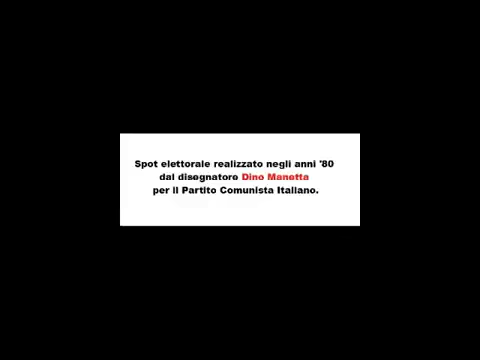 Spot elettorale realizzato negli anni '80
dal disegnatore Dino Manetta
per il Partito Comunista Italiano.